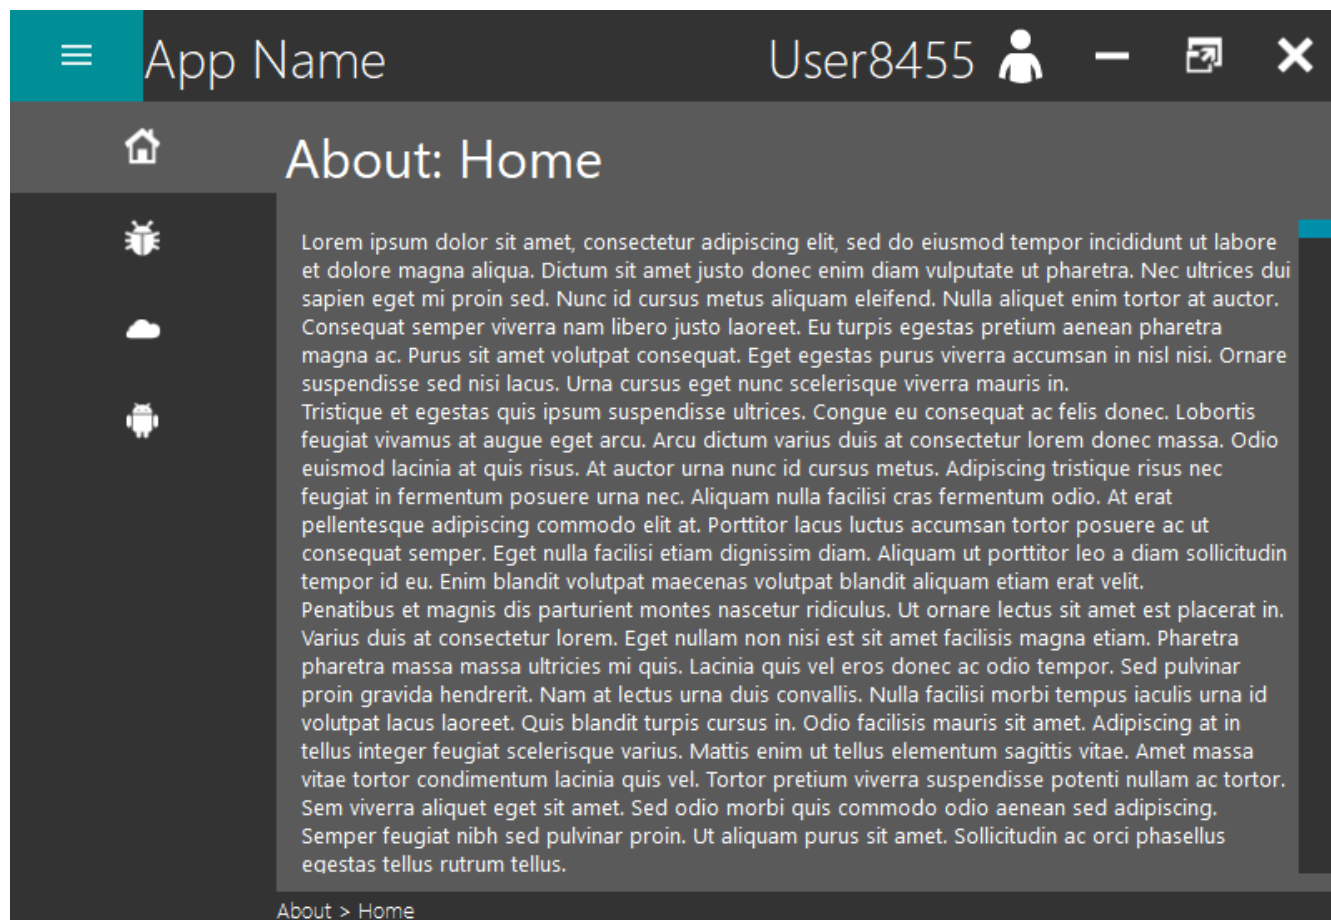 App Name
User8455
About: Home
Lorem ipsum dolor sit amet, consectetur adipiscing elit, sed do eiusmod tempor incididunt ut labore
et dolore magna aliqua. Dictum sit amet justo donec enim diam vulputate ut pharetra. Nec ultrices dui
sapien eget mi proin sed. Nunc id cursus metus aliquam eleifend. Nulla aliquet enim tortor at auctor.
Consequat semper viverra nam libero justo laoreet. Eu turpis egestas pretium aenean pharetra
magna ac. Purus sit amet volutpat consequat. Eget egestas purus viverra accumsan in nisl nisi. Ornare
suspendisse sed nisi lacus. Urna cursus eget nunc scelerisque viverra mauris in.
Tristique et egestas quis ipsum suspendisse ultrices. Congue eu consequat ac felis donec. Lobortis
feugiat vivamus at augue eget arcu. Arcu dictum varius duis at consectetur lorem donec massa. Odio
euismod lacinia at quis risus. At auctor urna nunc id cursus metus. Adipiscing tristique risus nec
feugiat in fermentum posuere urna nec. Aliquam nulla facilisi cras fermentum odio. At erat
pellentesque adipiscing commodo elit at. Porttitor lacus luctus accumsan tortor posuere ac ut
consequat semper. Eget nulla facilisi etiam dignissim diam. Aliquam ut porttitor leo a diam sollicitudin
tempor id eu. Enim blandit volutpat maecenas volutpat blandit aliquam etiam erat velit.
Penatibus et magnis dis parturient montes nascetur ridiculus. Ut ornare lectus sit amet est placerat in.
Varius duis at consectetur lorem. Eget nullam non nisi est sit amet facilisis magna etiam. Pharetra
pharetra massa massa ultricies mi quis. Lacinia quis vel eros donec ac odio tempor. Sed pulvinar
proin gravida hendrerit. Nam at lectus urna duis convallis. Nulla facilisi morbi tempus iaculis urna id
volutpat lacus laoreet. Quis blandit turpis cursus in. Odio facilisis mauris sit amet. Adipiscing at in
tellus integer feugiat scelerisque varius. Mattis enim ut tellus elementum sagittis vitae. Amet massa
vitae tortor condimentum lacinia quis vel. Tortor pretium viverra suspendisse potenti nullam ac tortor.
Sem viverra aliquet eget sit amet. Sed odio morbi quis commodo odio aenean sed adipiscing.
Semper feugiat nibh sed pulvinar proin. Ut aliquam purus sit amet. Sollicitudin ac orci phasellus
egestas tellus rutrum tellus.
About > Home